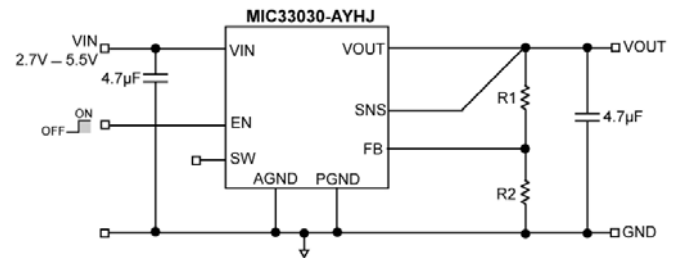 MIC33030-AYHJ
VIN
2.7V – 5.5V
4.7µF
ON
OFF
VIN
EN
SW
AGND
PGND
VOUT
SNS
FB
R1
R2
4.7µF
VOUT
GND